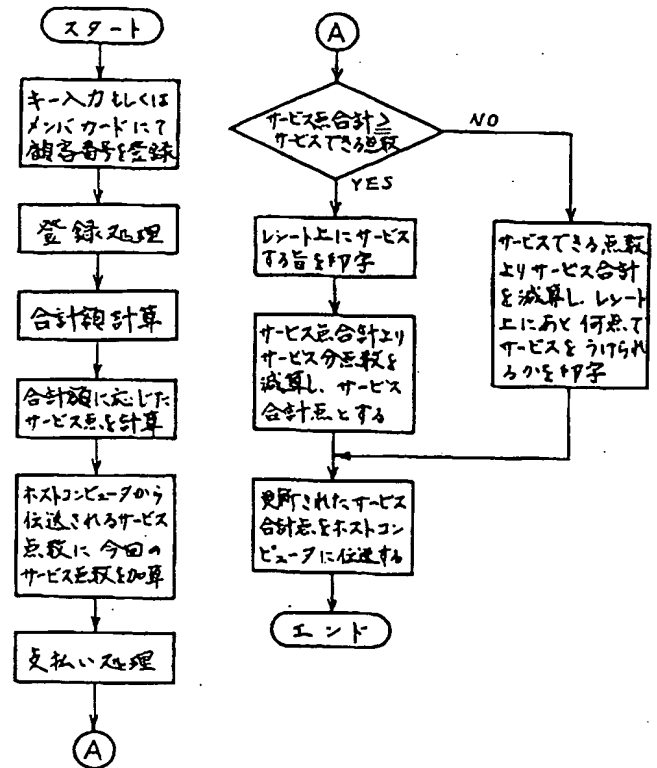 スタート
キー入力もしくは
メンバカードにて
顧客番号を登録
登録処理
合計額計算
合計額に応じた
サービス点を計算
ホストコンピュータから
伝送されるサービス
点数に今回の
サービス点数を加算
支払い処理
A
A
サービス点合計≧
サービスできる点数
NO
YES
レシート上にサービス
する旨を印字
サービス点合計より
サービス分点数を
減算し、サービス
合計点とする
サービスできる点数
よりサービス合計
を減算し、レシート
上にあと何点で
サービスをうけられ
るかを印字
更新されたサービス
合計点をホストコン
ピュータに伝送する
エンド